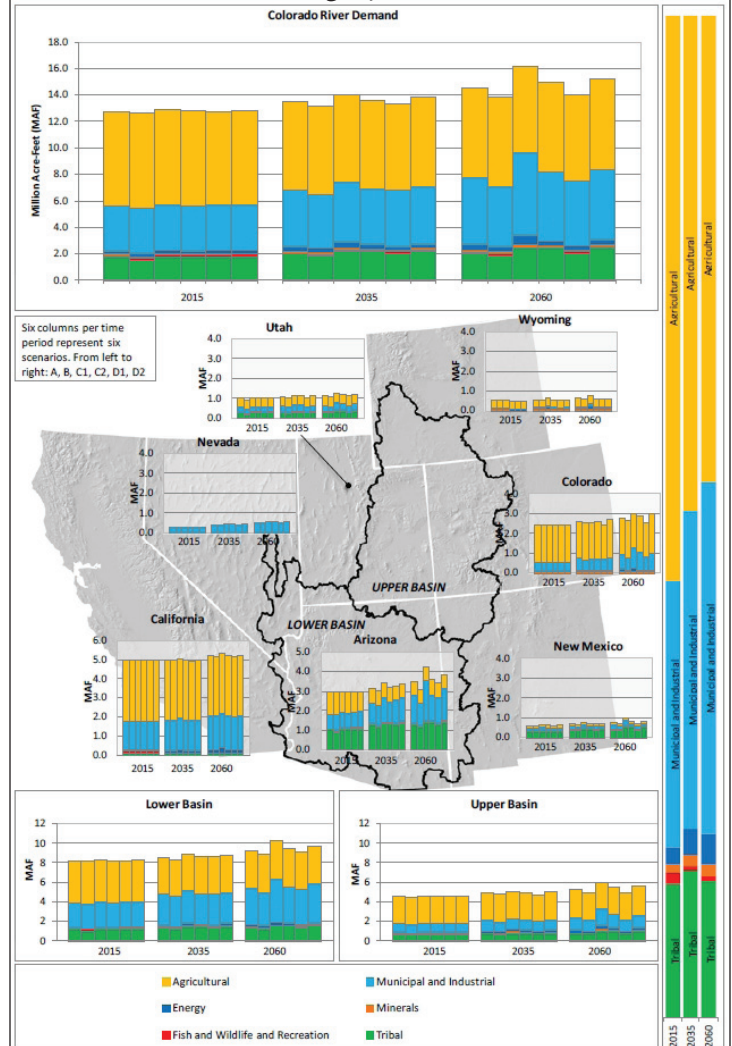 Colorado River Demand
18.0
16.0
14.0
12.0
10.0
8.0
6.0
4.0
2.0
0.0
Million Acre-Feet (MAF)
2015 2035 2060
Six columns per time
period represent six
scenarios. From left to
right: A, B, C1, C2, D1, D2
Utah
4.0
3.0
2.0
1.0
0.0
MAF
2015 2035 2060
Wyoming
4.0
3.0
2.0
1.0
0.0
MAF
2015 2035 2060
Nevada
4.0
3.0
2.0
1.0
0.0
MAF
2015 2035 2060
Colorado
4.0
3.0
2.0
1.0
0.0
MAF
2015 2035 2060
UPPER BASIN
LOWER BASIN
California
6.0
5.0
4.0
3.0
2.0
1.0
0.0
MAF
2015 2035 2060
Arizona
5.0
4.0
3.0
2.0
1.0
0.0
MAF
2015 2035 2060
New Mexico
4.0
3.0
2.0
1.0
0.0
MAF
2015 2035 2060
Lower Basin
12
10
8
6
4
2
0
MAF
2015 2035 2060
Upper Basin
12
10
8
6
4
2
0
MAF
2015 2035 2060
Agricultural Municipal and Industrial
Energy Minerals
Fish and Wildlife and Recreation Tribal
Agricultural
Agricultural
Agricultural
Municipal and Industrial
Municipal and Industrial
Municipal and Industrial
Tribal
Tribal
Tribal
2015
2035
2060